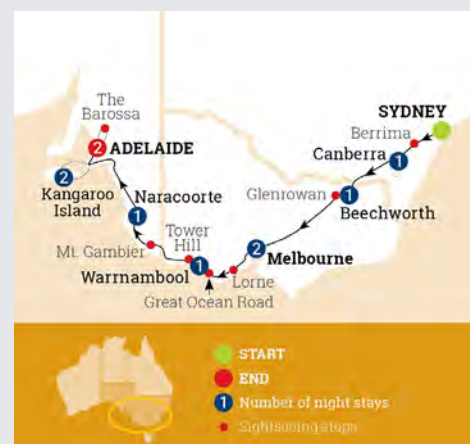 The
Barossa
2
ADELAIDE
2
Kangaroo
Island
Naracoorte
1
Tower
Hill
Mt. Gambier
1
Warrnambool
Great Ocean Road
Lorne
2
Melbourne
Glenrowan
1
Beechworth
Canberra
1
Berrima
SYDNEY
START
END
1 Number of night stays
Sightseeing stops